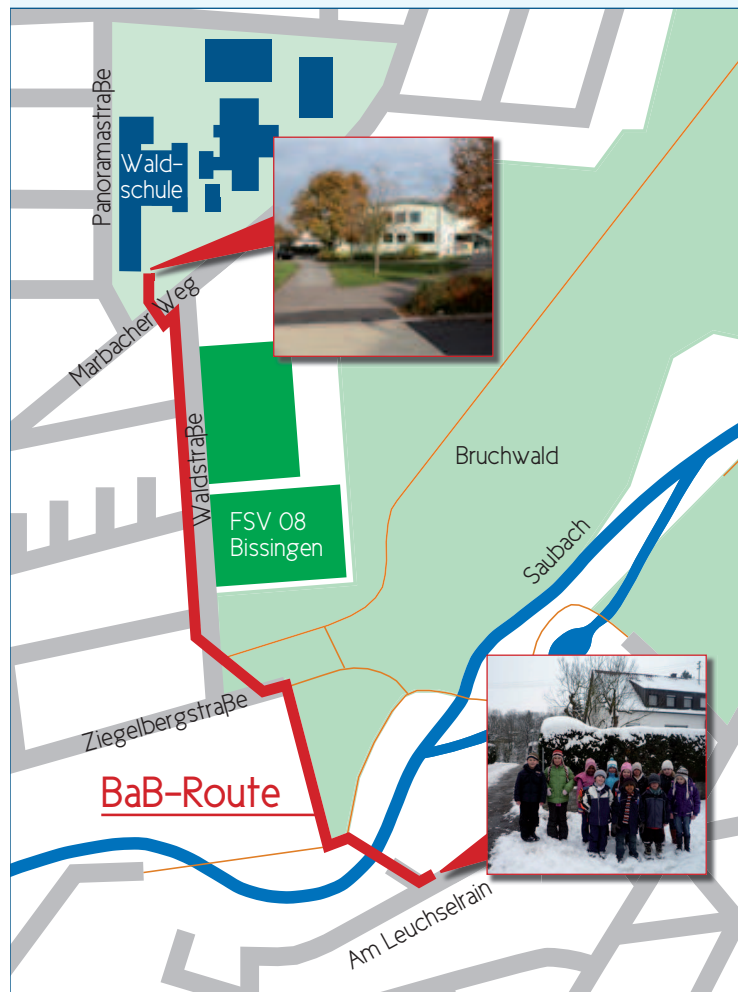 Panoramastraße
Wald-
schule
Marbacher Weg
Waldstraße
Bruchwald
FSV 08
Bissingen
Saubach
Ziegelbergstraße
BaB-Route
Am Leuchselrain